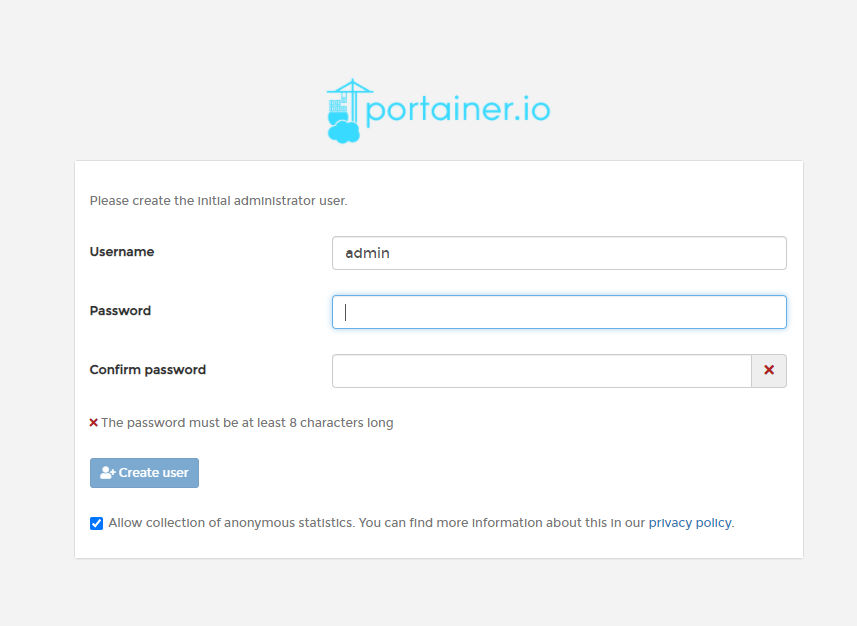 portainer.io
Please create the initial administrator user.
Username
admin
Password
Confirm password
The password must be at least 8 characters long
Create user
Allow collection of anonymous statistics. You can find more information about this in our privacy policy.